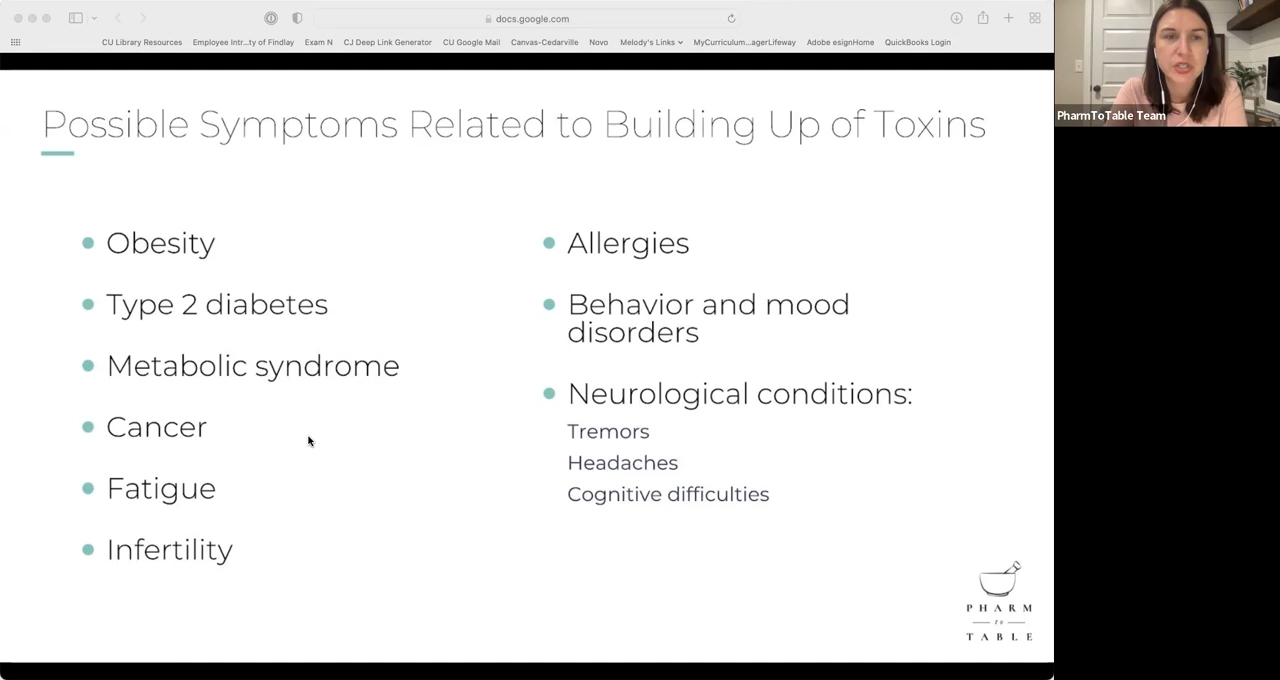 docs.google.com
CU Library Resources Employee Intr...ty of Findlay Exam N CJ Deep Link Generator CU Google Mail Canvas-Cedarville Novo Melody's Links MyCurriculum...agerLifeway Adobe esignHome QuickBooks Login
PharmToTable Team
Possible Symptoms Related to Building Up of Toxins
Obesity
Type 2 diabetes
Metabolic syndrome
Cancer
Fatigue
Infertility
Allergies
Behavior and mood
disorders
Neurological conditions:
Tremors
Headaches
Cognitive difficulties
PHARM
to
TABLE